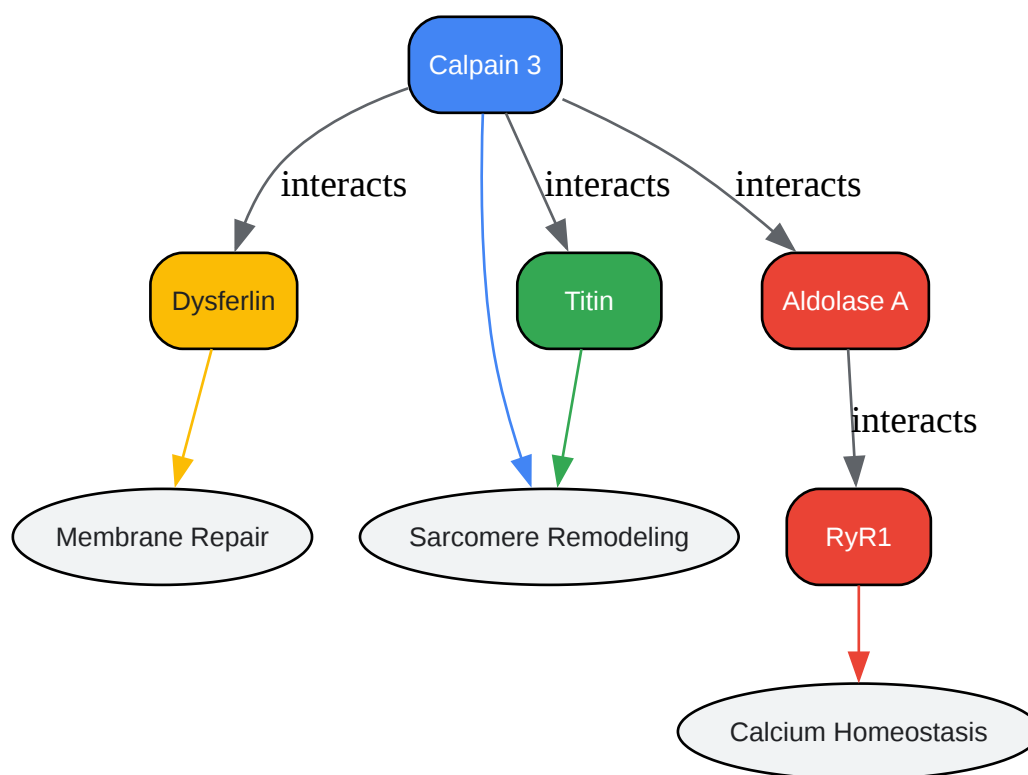 Calpain 3
interacts
interacts
interacts
Dysferlin
Titin
Aldolase A
interacts
Membrane Repair
Sarcomere Remodeling
RyR1
Calcium Homeostasis